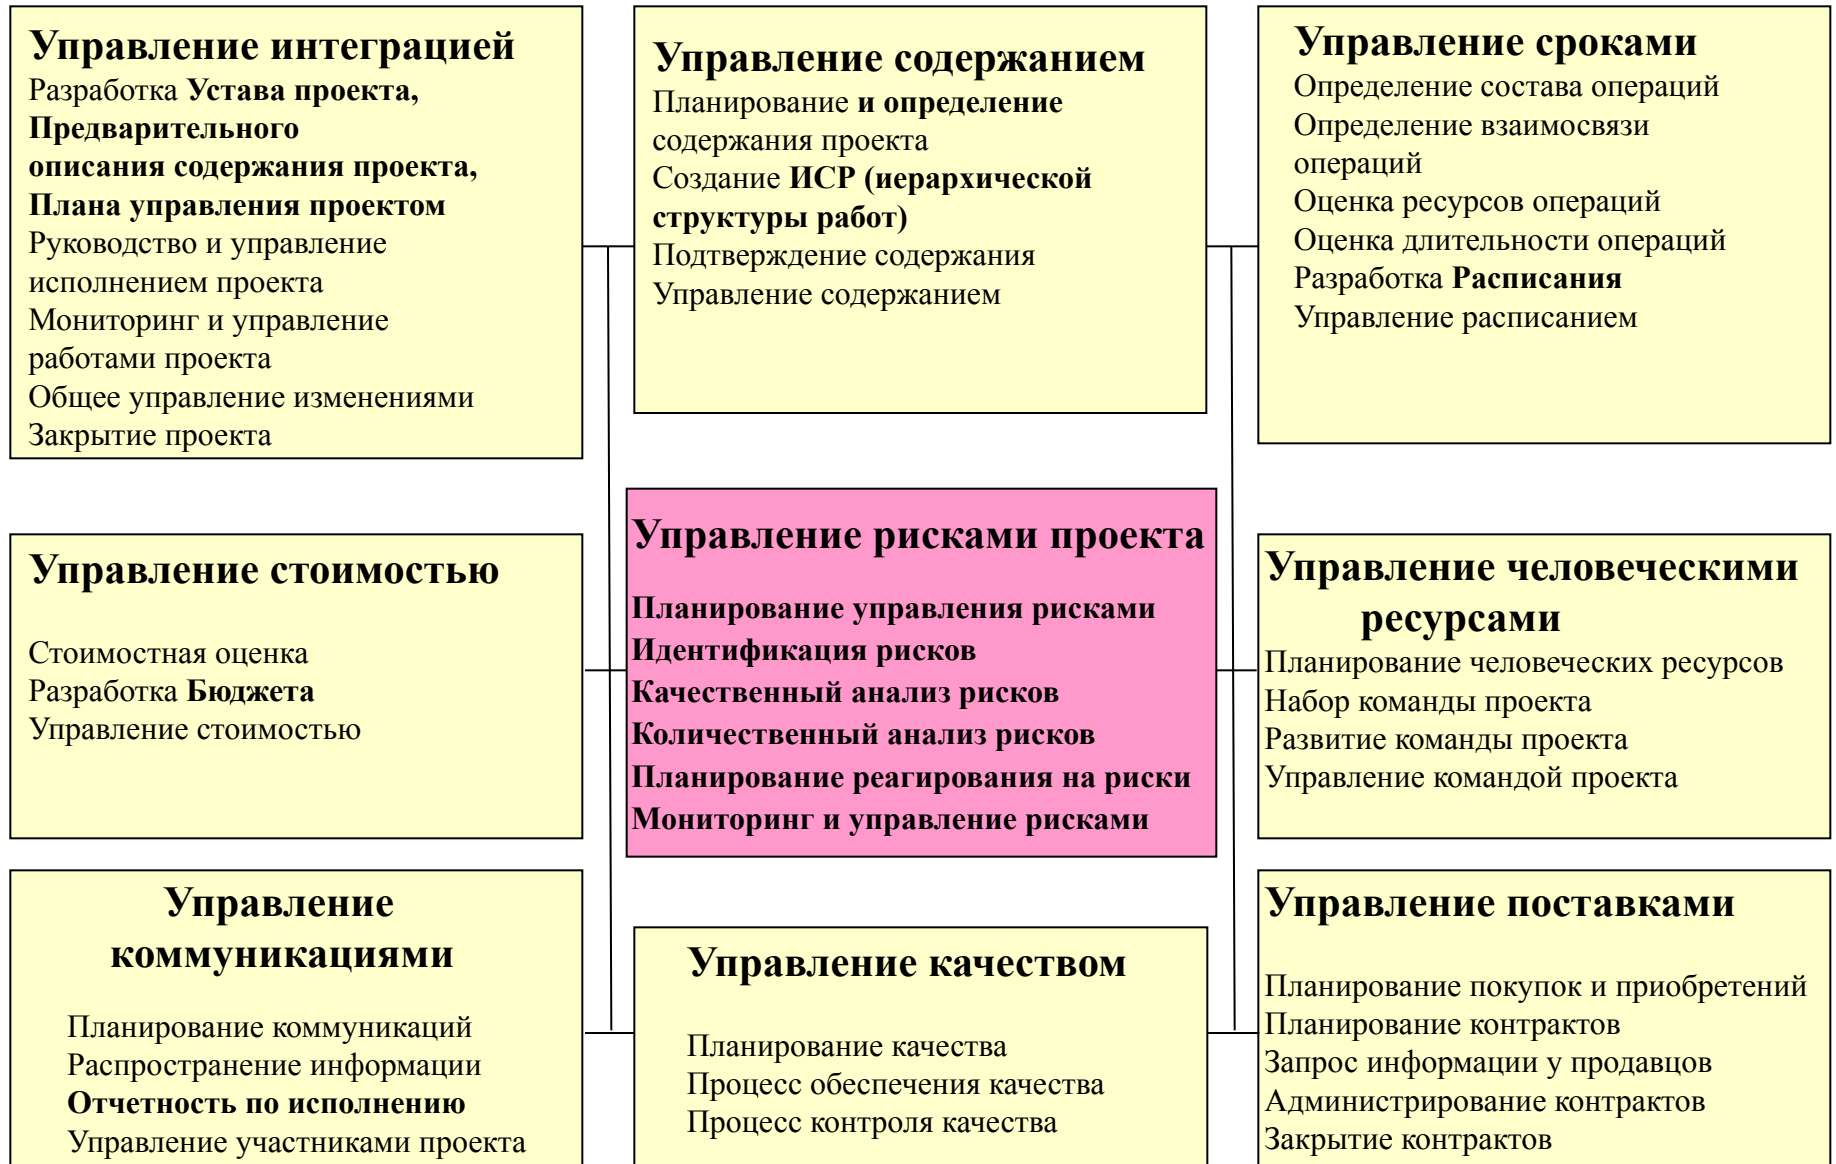 Управление интеграцией
Разработка Устава проекта,
Предварительного
описания содержания проекта,
Плана управления проектом
Руководство и управление
исполнением проекта
Мониторинг и управление
работами проекта
Общее управление изменениями
Закрытие проекта
Управление содержанием
Планирование и определение
содержания проекта
Создание ИСР (иерархической
структуры работ)
Подтверждение содержания
Управление содержанием
Управление сроками
Определение состава операций
Определение взаимосвязи
операций
Оценка ресурсов операций
Оценка длительности операций
Разработка Расписания
Управление расписанием
Управление стоимостью
Стоимостная оценка
Разработка Бюджета
Управление стоимостью
Управление рисками проекта
Планирование управления рисками
Идентификация рисков
Качественный анализ рисков
Количественный анализ рисков
Планирование реагирования на риски
Мониторинг и управление рисками
Управление человеческими
ресурсами
Планирование человеческих ресурсов
Набор команды проекта
Развитие команды проекта
Управление командой проекта
Управление
коммуникациями
Планирование коммуникаций
Распространение информации
Отчетность по исполнению
Управление участниками проекта
Управление качеством
Планирование качества
Процесс обеспечения качества
Процесс контроля качества
Управление поставками
Планирование покупок и приобретений
Планирование контрактов
Запрос информации у продавцов
Администрирование контрактов
Закрытие контрактов